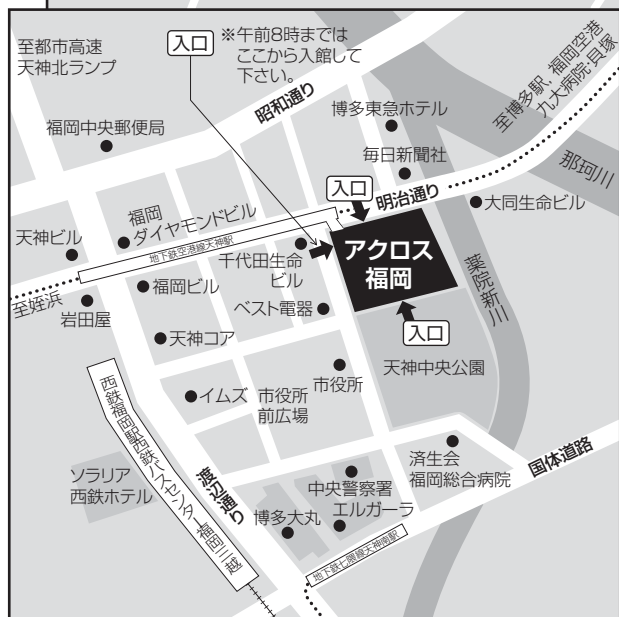 至都市高速
天神北ランプ
入口
※午前8時までは
ここから入館して
下さい。
昭和通り
至博多駅、福岡空港
九大病院・貝塚
福岡中央郵便局
博多東急ホテル
毎日新聞社
那珂川
入口
明治通り
大同生命ビル
福岡
ダイヤモンドビル
天神ビル
地下鉄空港線天神駅
千代田生命
ビル
アクロス
福岡
薬院新川
至姪浜
岩田屋
福岡ビル
ベスト電器
入口
天神コア
天神中央公園
市役所
イムズ
市役所
前広場
西鉄福岡駅西鉄バスセンター福岡三越
渡辺通り
済生会
福岡総合病院
国体道路
ソラリア
西鉄ホテル
中央警察署
エルガーラ
博多大丸
地下鉄七隈線天神南駅